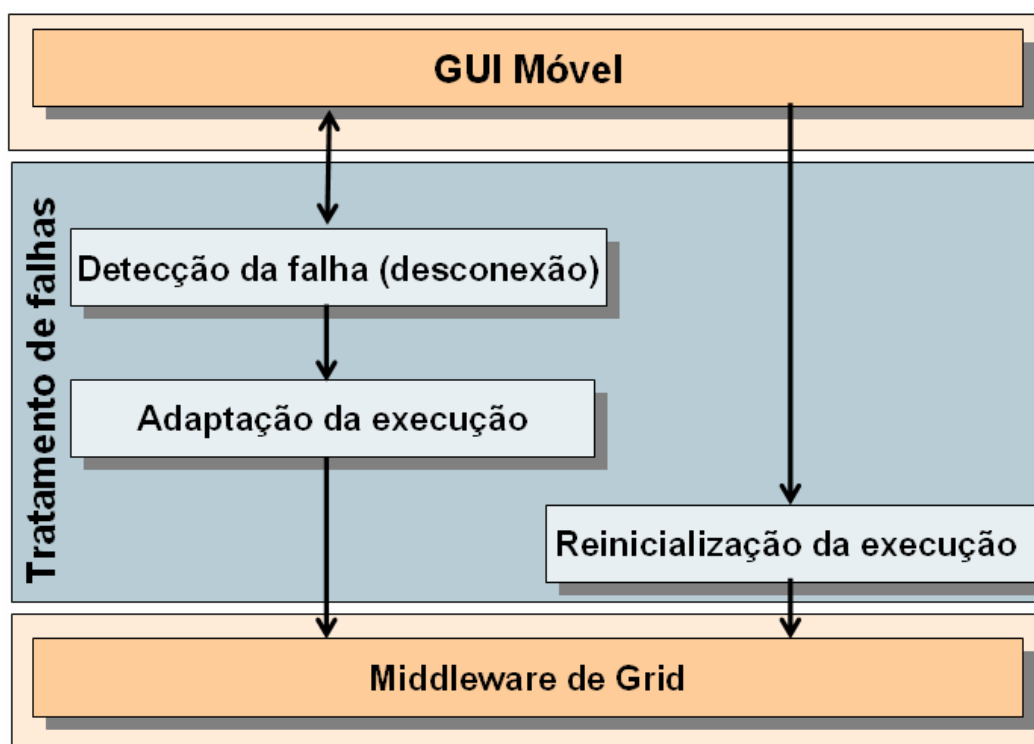 GUI Móvel
Tratamento de falhas
Detecção da falha (desconexão)
Adaptação da execução
Reinicialização da execução
Middleware de Grid